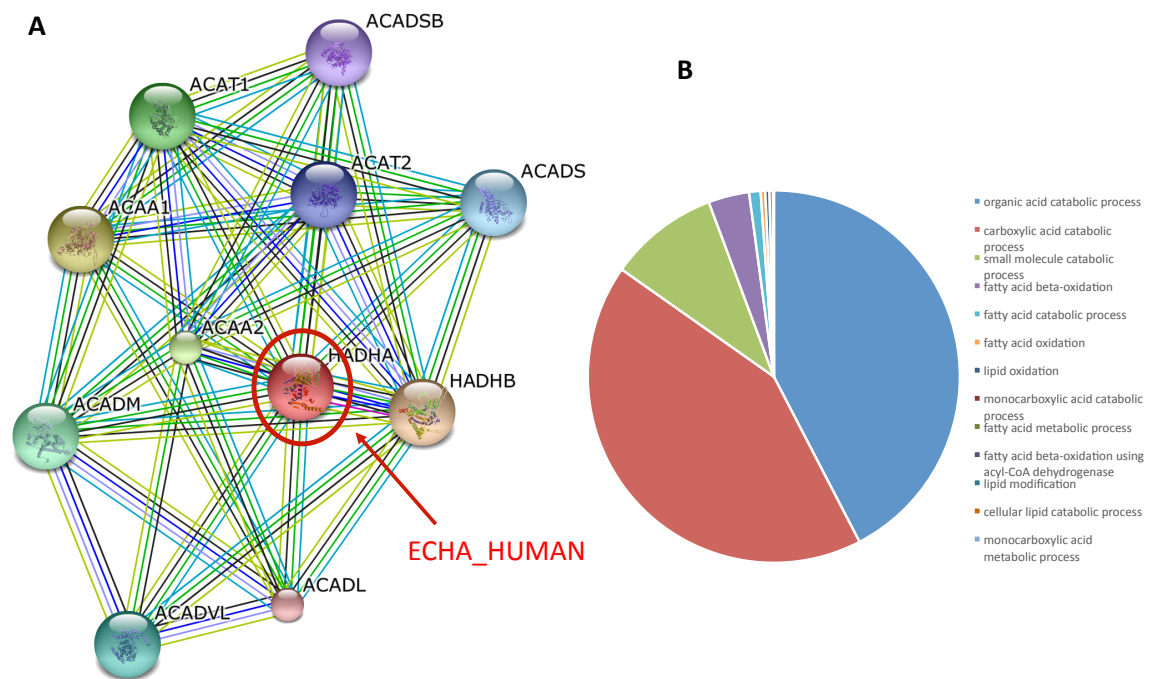 A
ACADSB
B
ACAT1
ACAT2
ACADS
ACAA1
ACAA2
HADHA
HADHB
ACADM
ECHA_HUMAN
ACADL
ACADVL
organic acid catabolic process
carboxylic acid catabolic
process
small molecule catabolic
process
fatty acid beta-oxidation
fatty acid catabolic process
fatty acid oxidation
lipid oxidation
monocarboxylic acid catabolic
process
fatty acid metabolic process
fatty acid beta-oxidation using
acyl-CoA dehydrogenase
lipid modification
cellular lipid catabolic process
monocarboxylic acid
metabolic process